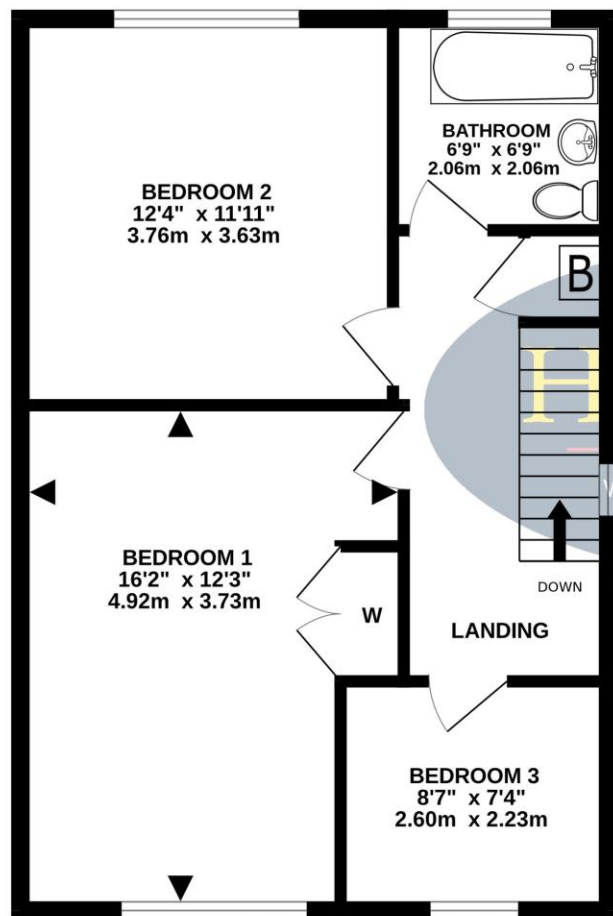 BATHROOM
6'9" x 6'9"
2.06m x 2.06m
BEDROOM 2
12'4" x 11'11"
3.76m x 3.63m
B
H
BEDROOM 1
16'2" x 12'3"
4.92m x 3.73m
W
DOWN
LANDING
BEDROOM 3
8'7" x 7'4"
2.60m x 2.23m